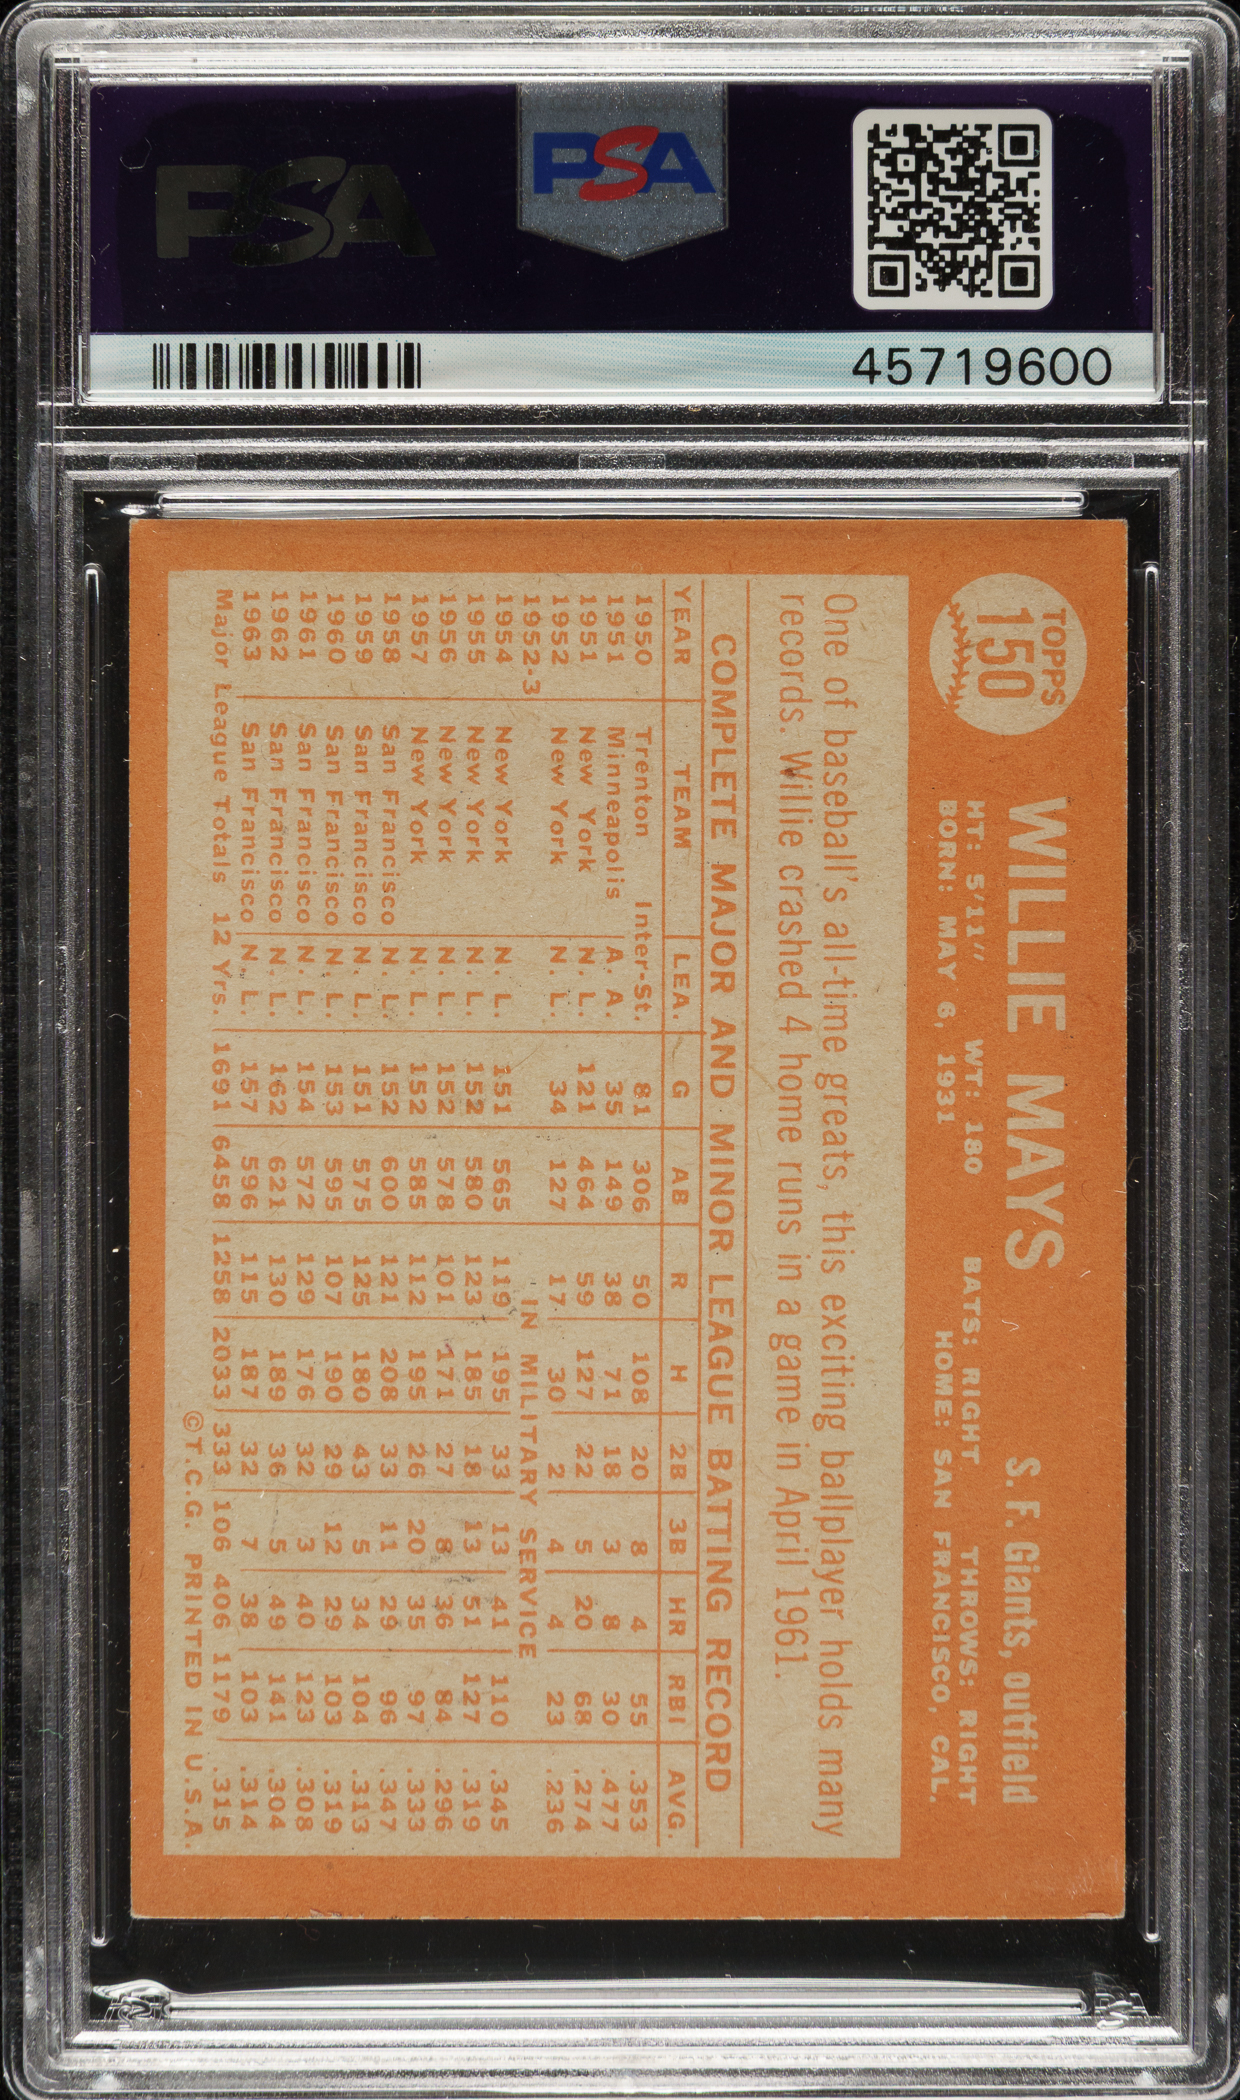 PSA
PSA
45719600
TOPPS
150
WILLIE MAYS
S. F. Giants, outfield
HT: 5'11" WT: 180 BATS: RIGHT THROWS: RIGHT
BORN: MAY 6, 1931 HOME: SAN FRANCISCO, CAL.
One of baseball's all-time greats, this exciting ballplayer holds many
records. Willie crashed 4 home runs in a game in April 1961.
COMPLETE MAJOR AND MINOR LEAGUE BATTING RECORD
YEAR TEAM LEA. G AB R H 2B 3B HR RBI AVG.
1950 Trenton Inter-St. 81 306 50 108 20 8 4 55 .353
1951 Minneapolis A. A. 35 149 38 71 18 3 8 30 .477
1951 New York N. L. 121 464 59 127 22 5 20 68 .274
1952 New York N. L. 34 127 17 30 2 4 4 23 .236
1952-3 IN MILITARY SERVICE
1954 New York N. L. 151 565 119 195 33 13 41 110 .345
1955 New York N. L. 152 580 123 185 18 13 51 127 .319
1956 New York N. L. 152 578 101 171 27 8 36 84 .296
1957 New York N. L. 152 585 112 195 26 20 35 97 .333
1958 San Francisco N. L. 152 600 121 208 33 11 29 96 .347
1959 San Francisco N. L. 151 575 125 180 43 5 34 104 .313
1960 San Francisco N. L. 153 595 107 190 29 12 29 103 .319
1961 San Francisco N. L. 154 572 129 176 32 3 40 123 .308
1962 San Francisco N. L. 162 621 130 189 36 5 49 141 .304
1963 San Francisco N. L. 157 596 115 187 32 7 38 103 .314
Major League Totals 12 Yrs. 1691 6458 1258 2033 333 106 406 1179 .315
©T.C.G. PRINTED IN U.S.A.